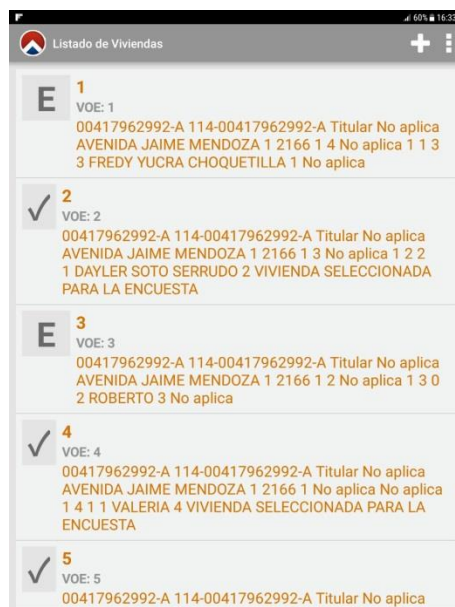 60% 16:33
Listado de Viviendas
E
1
VOE: 1
00417962992-A 114-00417962992-A Titular No aplica
AVENIDA JAIME MENDOZA 1 2166 1 4 No aplica 1 1 3
3 FREDY YUCRA CHOQUETILLA 1 No aplica
2
VOE: 2
00417962992-A 114-00417962992-A Titular No aplica
AVENIDA JAIME MENDOZA 1 2166 1 3 No aplica 1 2 2
1 DAYLER SOTO SERRUDO 2 VIVIENDA SELECCIONADA
PARA LA ENCUESTA
E
3
VOE: 3
00417962992-A 114-00417962992-A Titular No aplica
AVENIDA JAIME MENDOZA 1 2166 1 2 No aplica 1 3 0
2 ROBERTO 3 No aplica
4
VOE: 4
00417962992-A 114-00417962992-A Titular No aplica
AVENIDA JAIME MENDOZA 1 2166 1 No aplica No aplica
1 4 1 1 VALERIA 4 VIVIENDA SELECCIONADA PARA LA
ENCUESTA
5
VOE: 5
00417962992-A 114-00417962992-A Titular No aplica